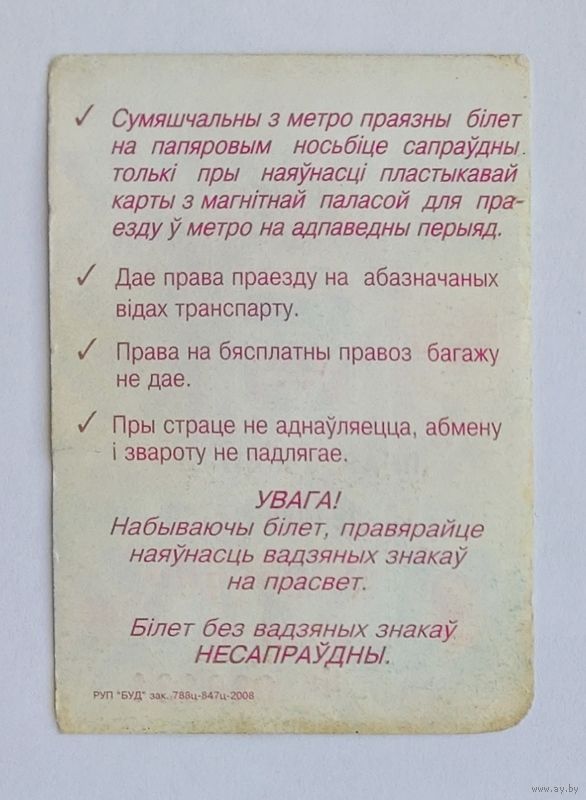 ✓ Сумяшчальны з метро праязны білет
на папяровым носьбіце сапраўдны
толькі пры наяўнасці пластыкавай
карты з магнітнай паласой для пра-
езду ў метро на адпаведны перыяд.
✓ Дае права праезду на абазначаных
відах транспарту.
✓ Права на бясплатны правоз багажу
не дае.
✓ Пры страце не аднаўляецца, абмену
і звароту не падлягае.
УВАГА!
Набываючы білет, правярайце
наяўнасць вадзяных знакаў
на прасвет.
Білет без вадзяных знакаў
НЕСАПРАЎДНЫ.
РУП "БУД" зак. 788ц-847ц-2008
www.ay.by